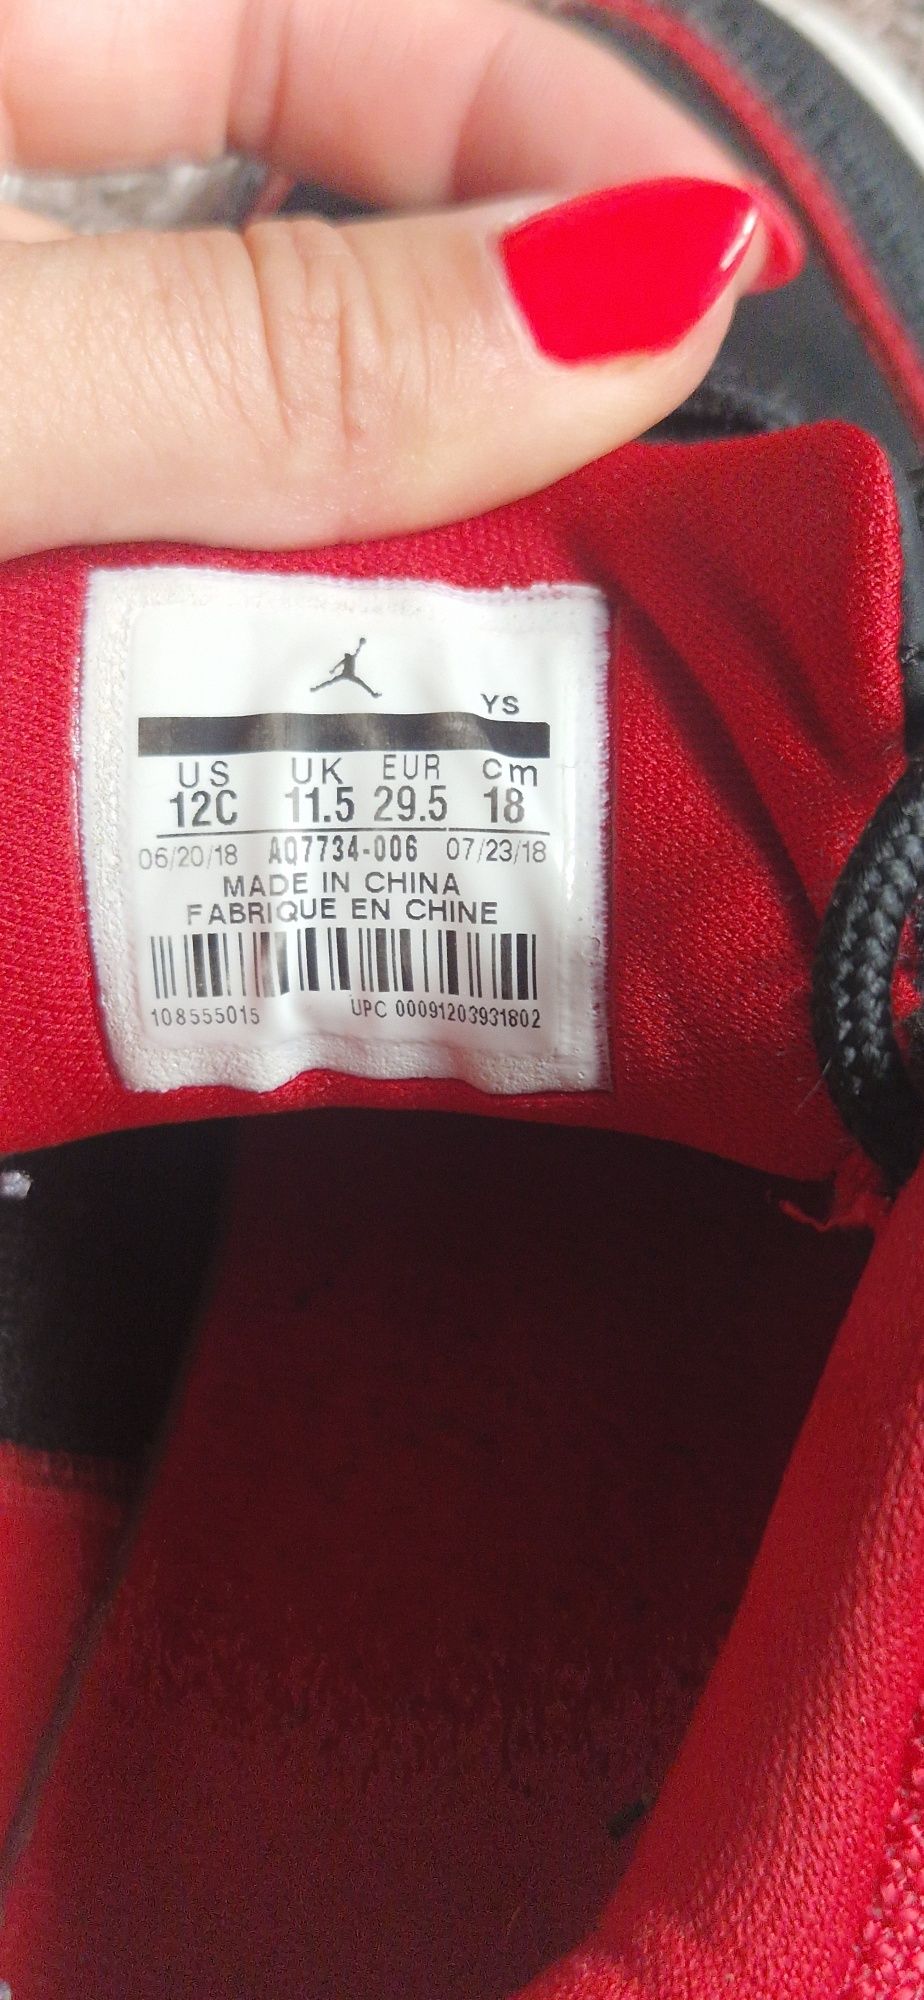 YS
US UK EUR cm
12C 11.5 29.5 18
06/20/18 AQ7734-006 07/23/18
MADE IN CHINA
FABRIQUE EN CHINE
108555015 UPC 00091203931802